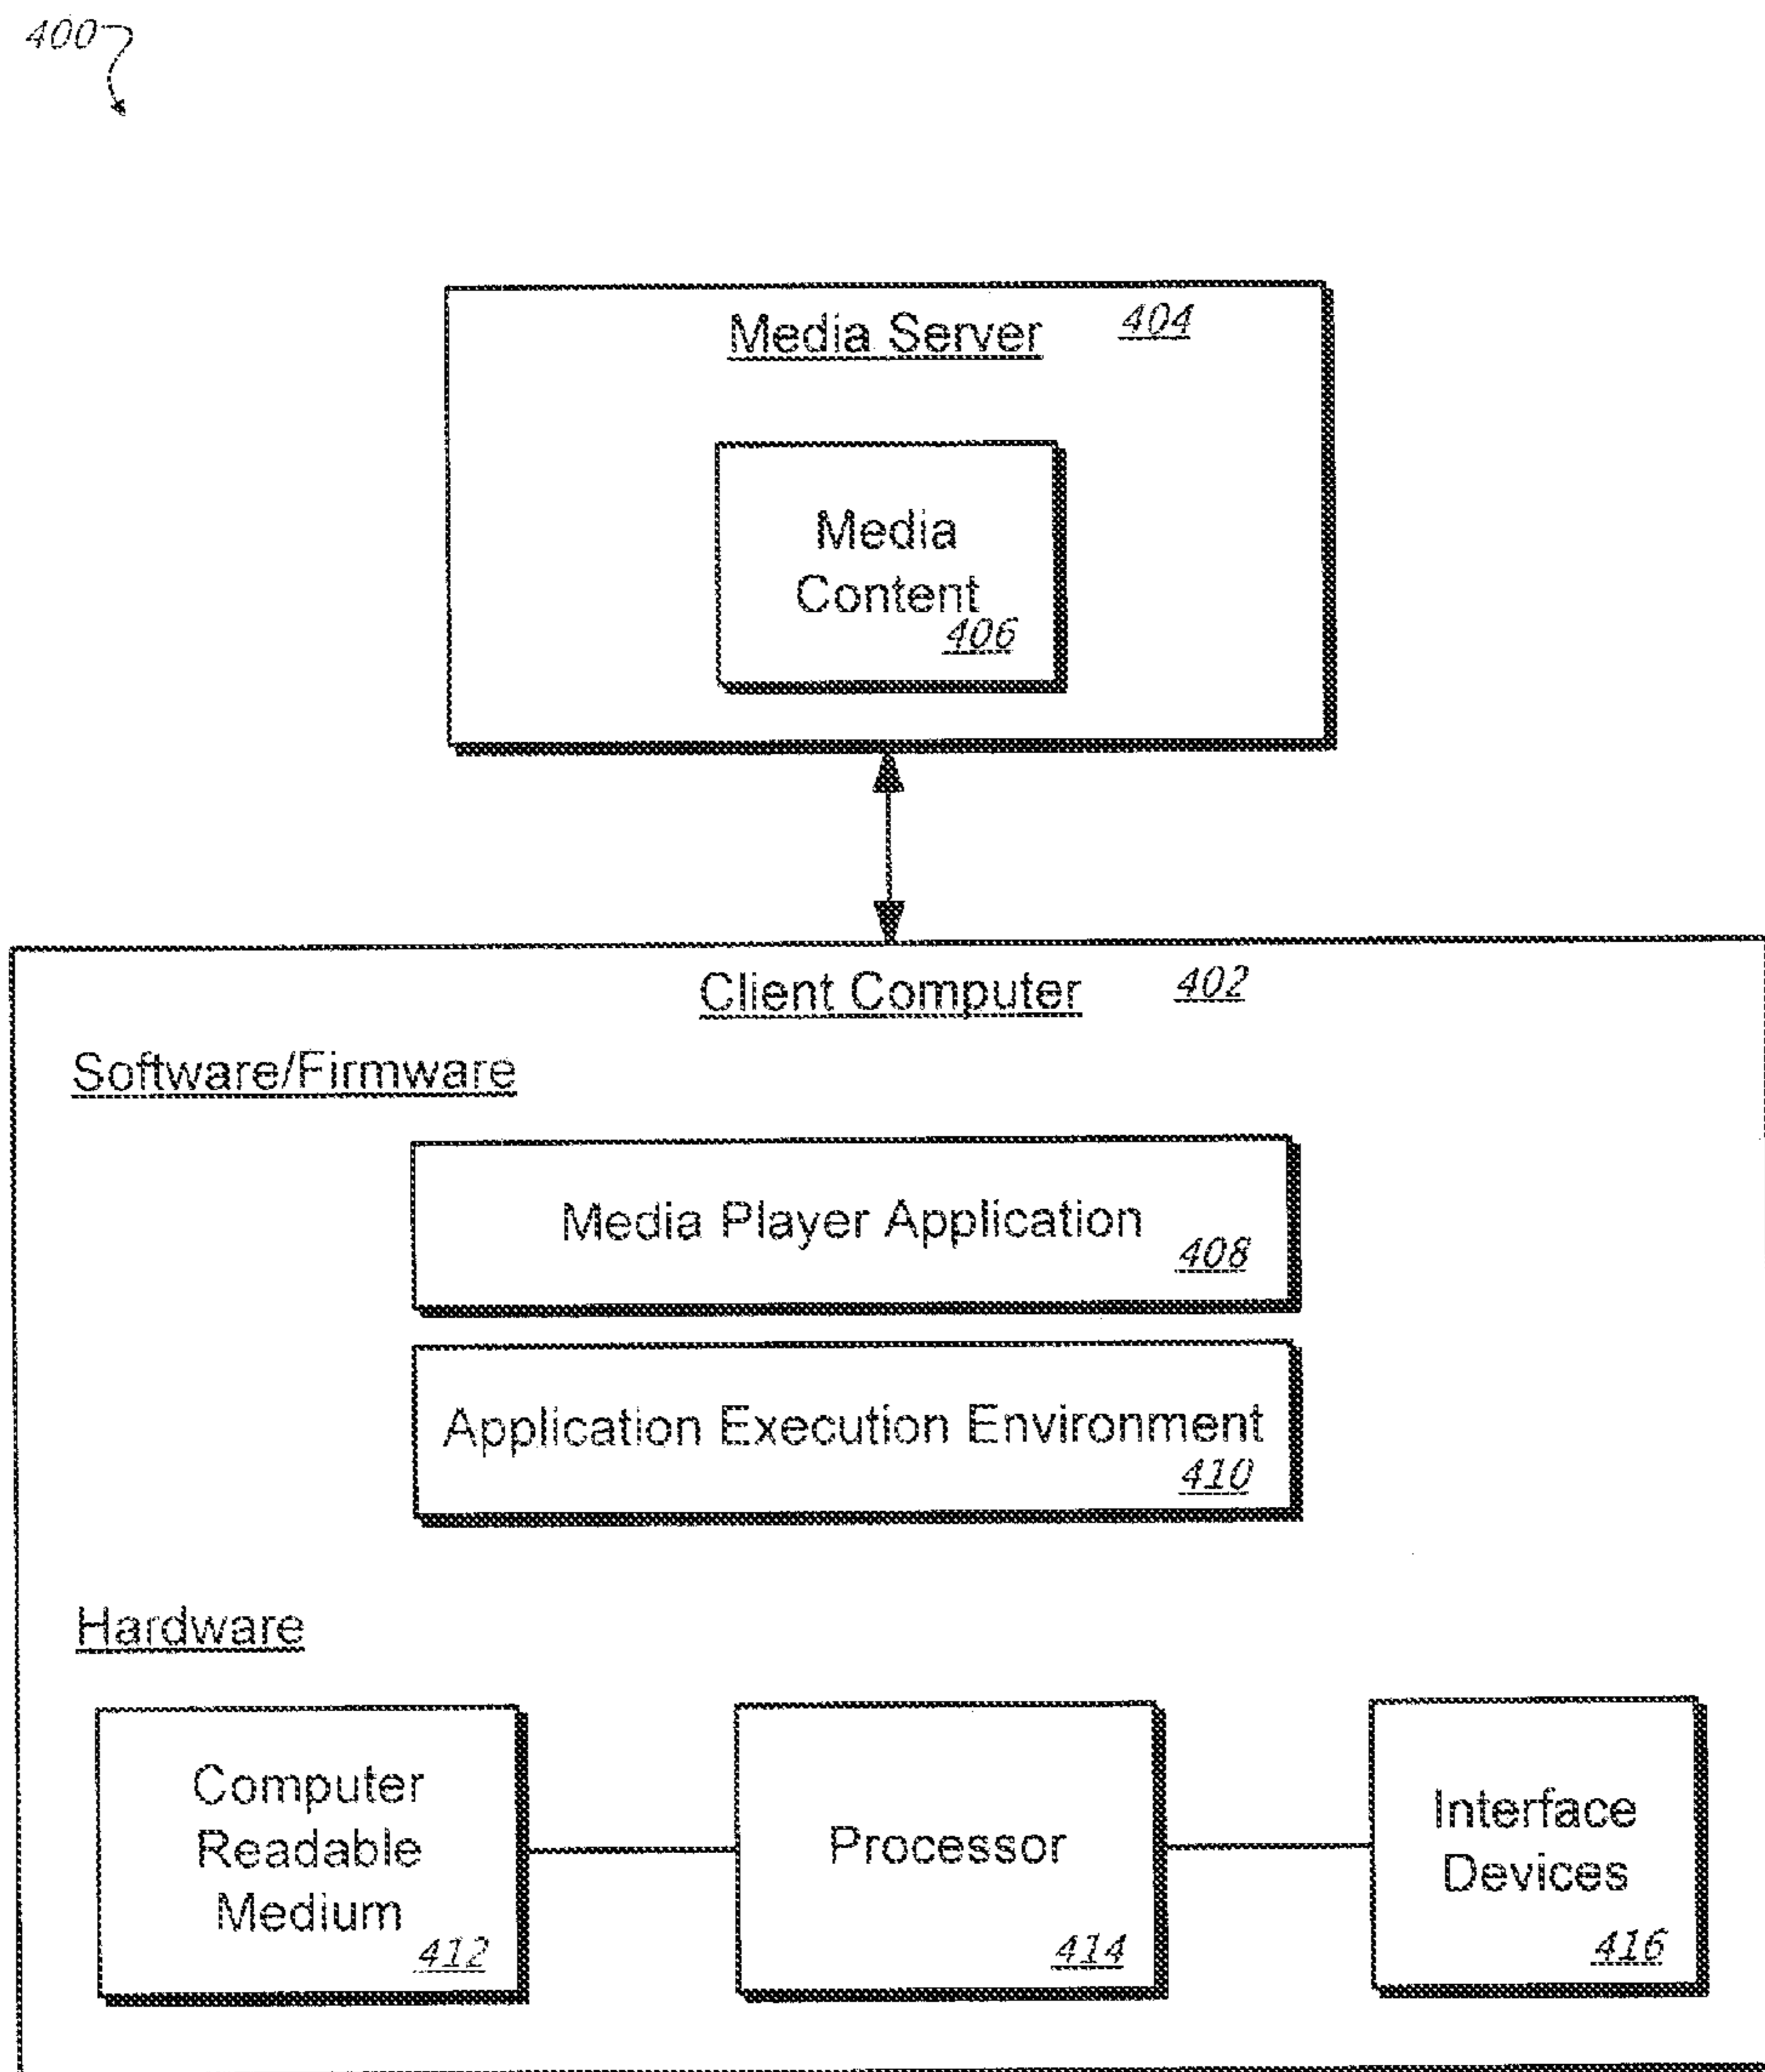 400
Media Server 404
Media
Content
406
Client Computer 402
Software/Firmware
Media Player Application
408
Application Execution Environment
410
Hardware
Computer
Readable
Medium
412
Processor
414
Interface
Devices
416